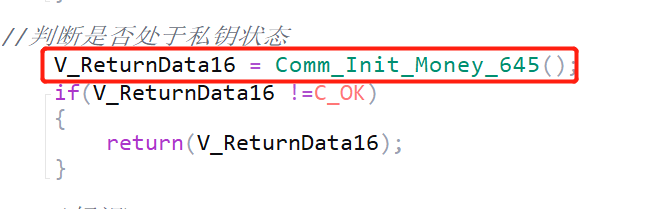 //判断是否处于私钥状态
V_ReturnData16 = Comm_Init_Money_645();
if(V_ReturnData16 !=C_OK)
{
return(V_ReturnData16);
}